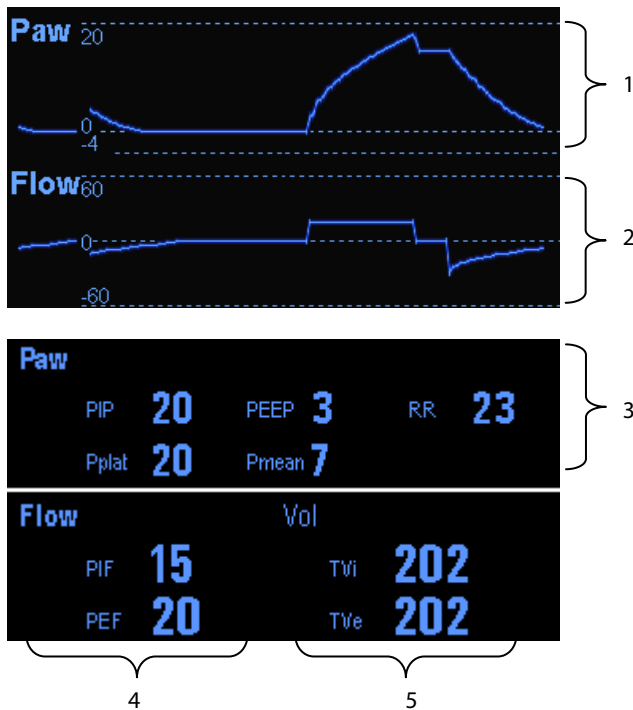 Paw 20
0
-4
1
Flow 60
0
-60
2
Paw
PIP 20 PEEP 3 RR 23
Pplat 20 Pmean 7
3
Flow Vol
PIF 15 TVi 202
PEF 20 TVe 202
4 5